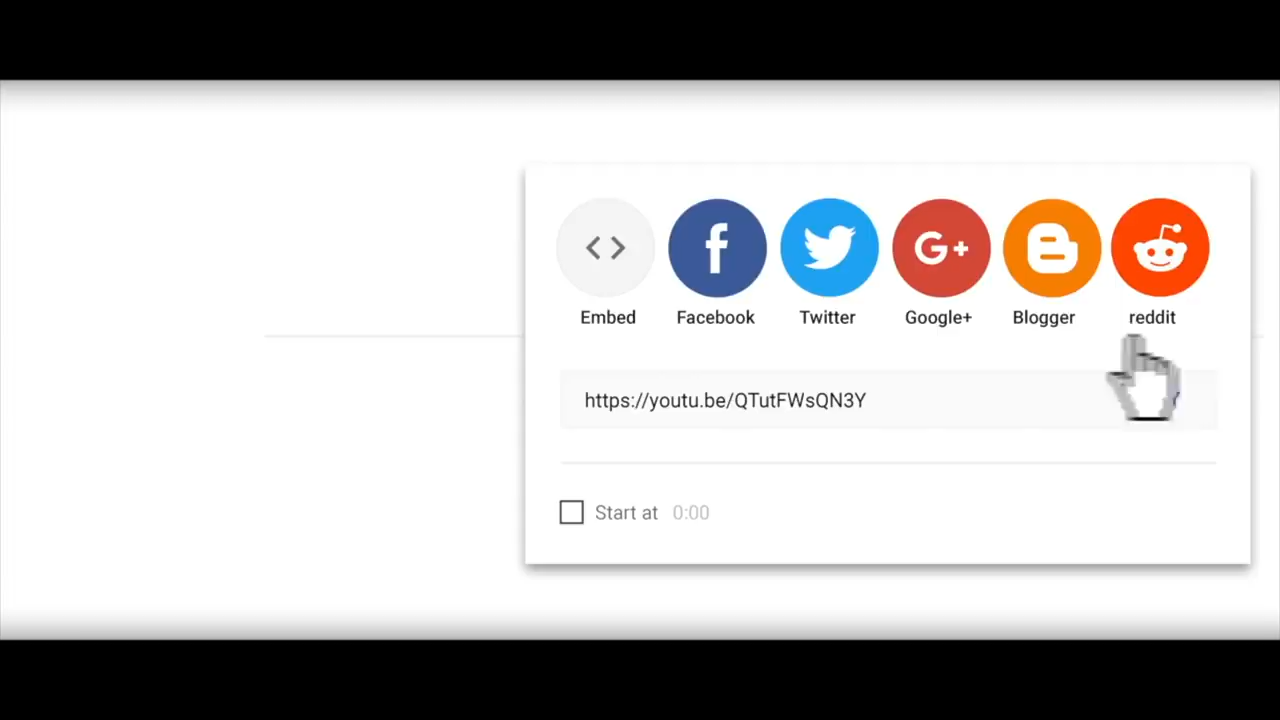 Embed Facebook Twitter Google+ Blogger reddit
https://youtu.be/QTutFWsQN3Y
Start at 0:00